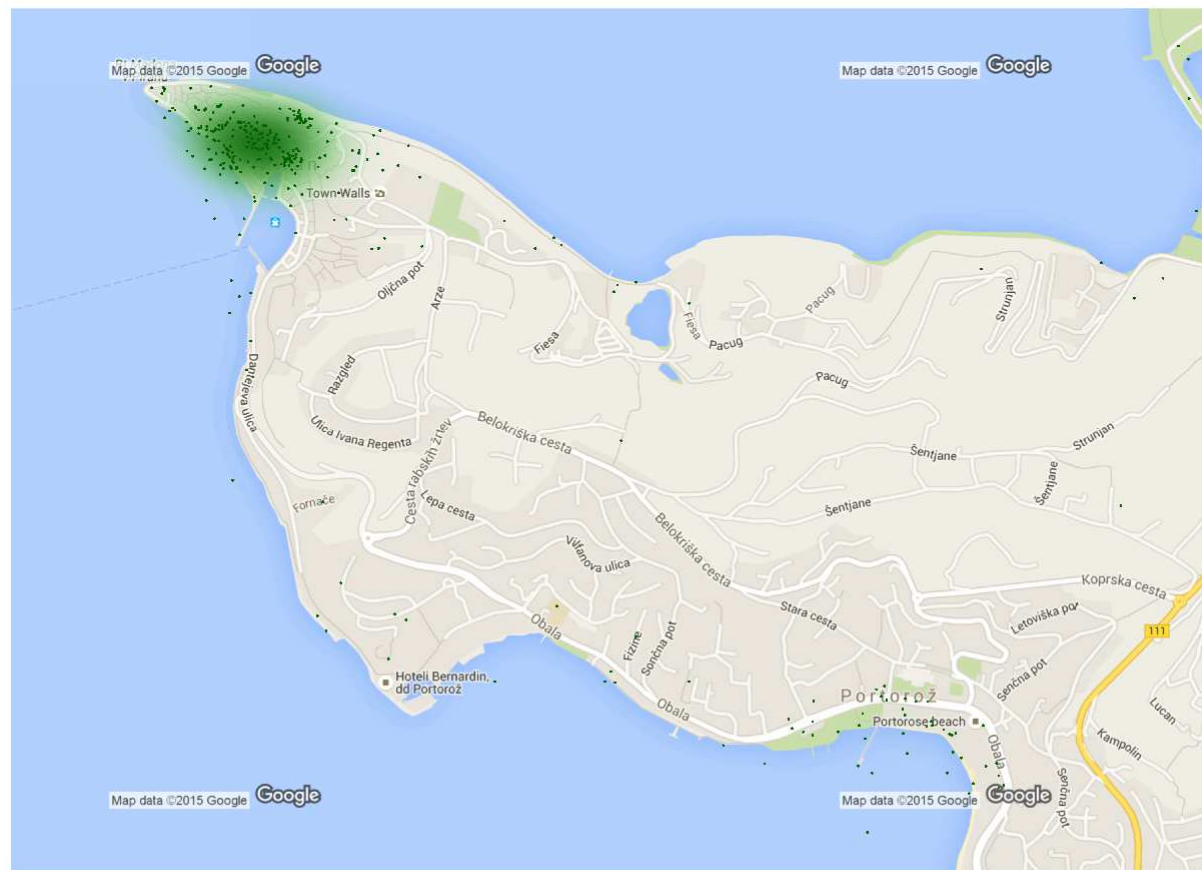 Map data ©2015 Google
Google
Map data ©2015 Google
Google
Town Walls
Oljčna pot
Arze
Fiesa
Fiesa
Pacug
Pacug
Strunjan
Razgled
Dantejeva ulica
Ulica Ivana Regenta
Pacug
Belokriška cesta
Cesta rabskih žrtev
Strunjan
Šentjane
Šentjane
Šentjane
Fornače
Lepa cesta
Belokriška cesta
Vilfanova ulica
Koprska cesta
Stara cesta
Letoviška pot
111
Obala
Fizine
Sončna pot
Senčna pot
Hoteli Bernardin,
dd Portorož
Portorož
Lucan
Obala
Portorose beach
Obala
Kampolin
Senčna pot
Map data ©2015 Google
Google
Map data ©2015 Google
Google